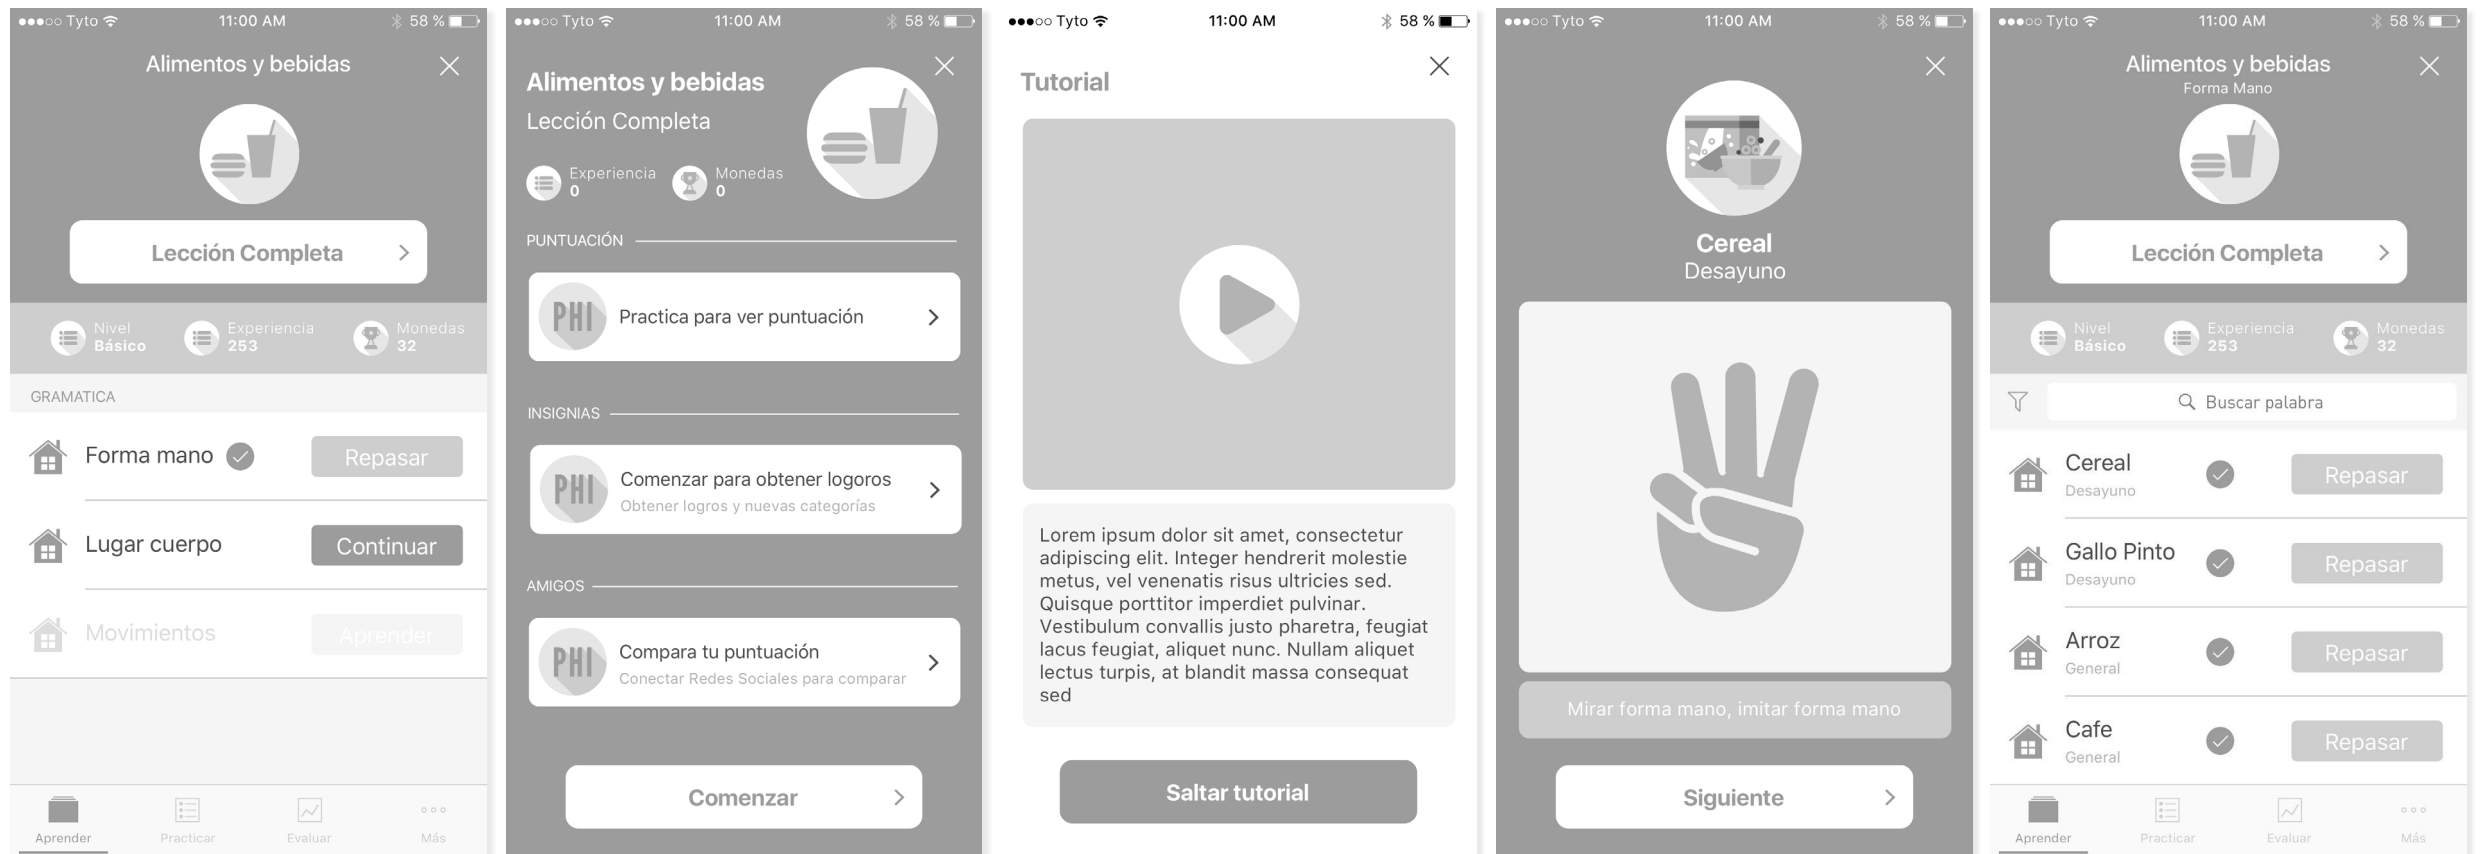 Tyto 11:00 AM 58 %
Alimentos y bebidas
Lección Completa
Nivel Experiencia Monedas
Básico 253 32
GRAMATICA
Forma mano Repasar
Lugar cuerpo Continuar
Movimientos Aprender
Aprender Practicar Evaluar Más
Tyto 11:00 AM 58 %
Alimentos y bebidas
Lección Completa
Experiencia Monedas
0 0
PUNTUACIÓN
PHI Practica para ver puntuación
INSIGNIAS
PHI Comenzar para obtener logoros
Obtener logros y nuevas categorías
AMIGOS
PHI Compara tu puntuación
Conectar Redes Sociales para comparar
Comenzar
Tyto 11:00 AM 58 %
Tutorial
Lorem ipsum dolor sit amet, consectetur
adipiscing elit. Integer hendrerit molestie
metus, vel venenatis risus ultricies sed.
Quisque porttitor imperdiet pulvinar.
Vestibulum convallis justo pharetra, feugiat
lacus feugiat, aliquet nunc. Nullam aliquet
lectus turpis, at blandit massa consequat
sed
Saltar tutorial
Tyto 11:00 AM 58 %
Cereal
Desayuno
Mirar forma mano, imitar forma mano
Siguiente
Tyto 11:00 AM 58 %
Alimentos y bebidas
Forma Mano
Lección Completa
Nivel Experiencia Monedas
Básico 253 32
Buscar palabra
Cereal Repasar
Desayuno
Gallo Pinto Repasar
Desayuno
Arroz Repasar
General
Cafe Repasar
General
Aprender Practicar Evaluar Más